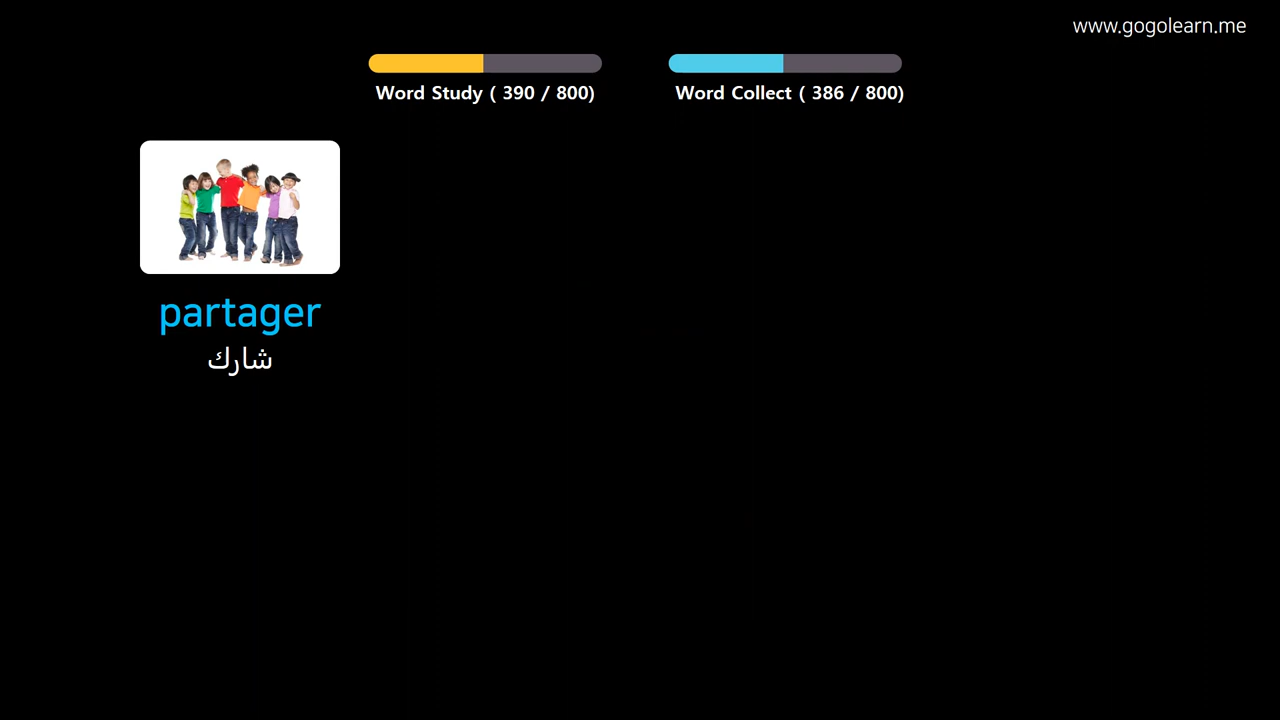 www.gogolearn.me
Word Study ( 390 / 800)
Word Collect ( 386 / 800)
partager
شارك